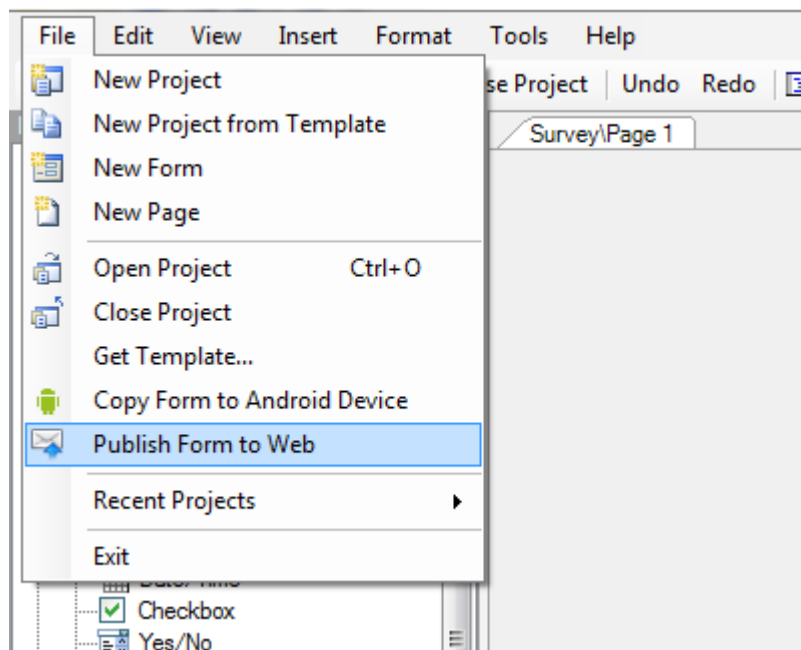 File Edit View Insert Format Tools Help
New Project
se Project Undo Redo
New Project from Template
Survey\Page 1
New Form
New Page
Open Project Ctrl+O
Close Project
Get Template...
Copy Form to Android Device
Publish Form to Web
Recent Projects
Exit
Checkbox
Yes/No